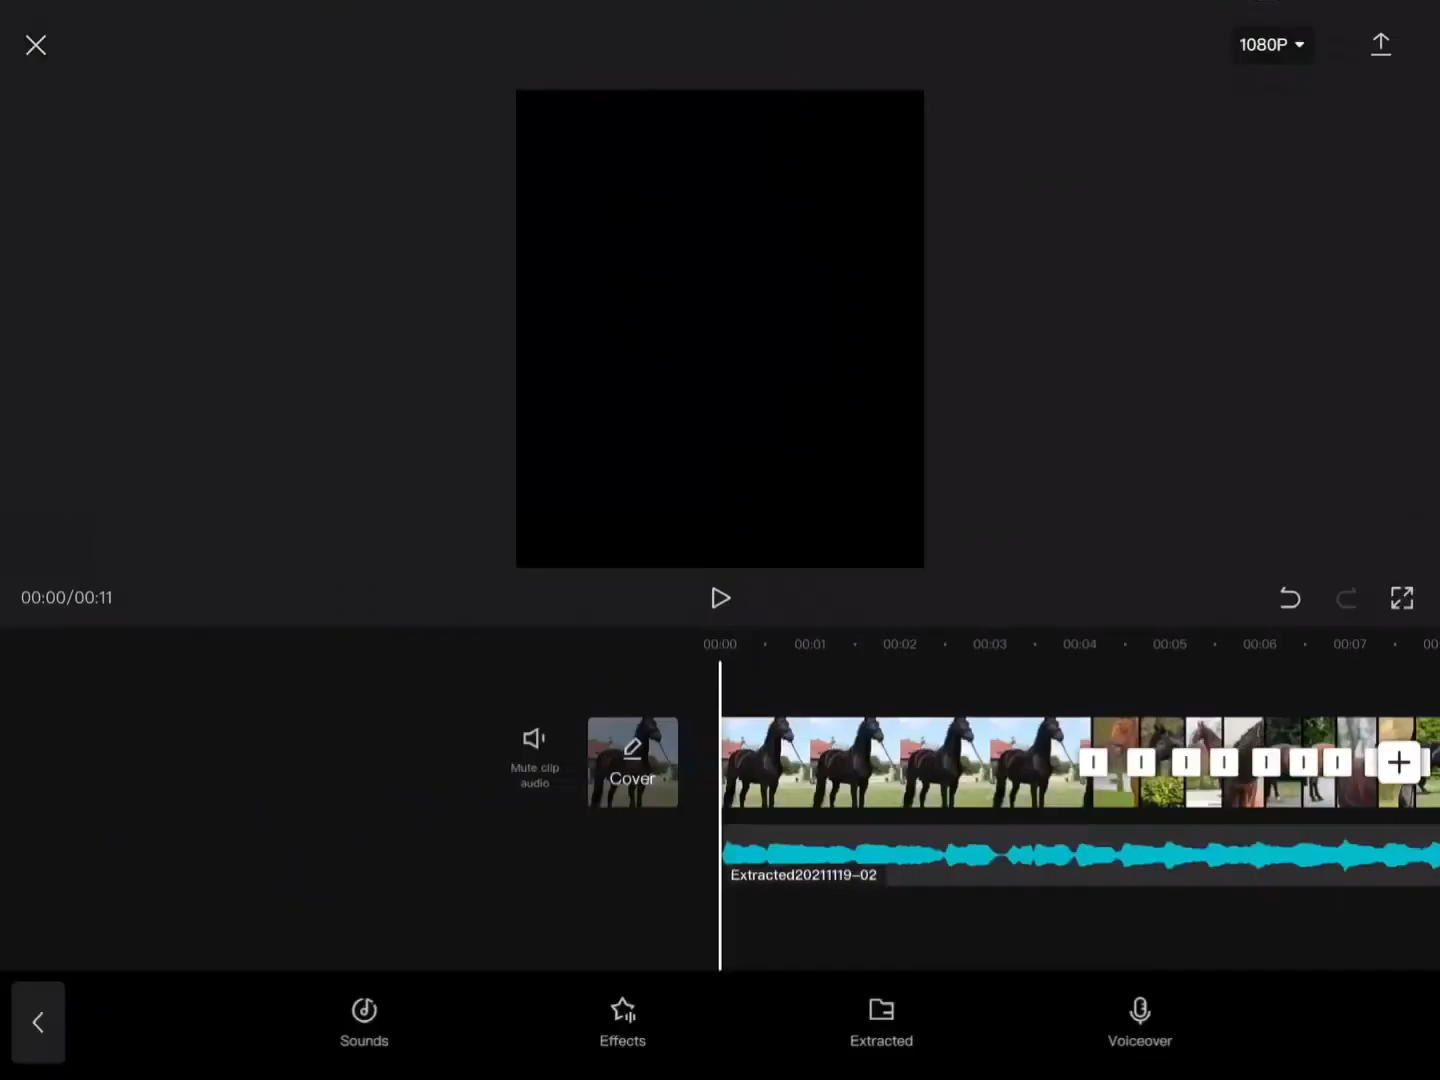 1080P
00:00/00:11
00:00 00:01 00:02 00:03 00:04 00:05 00:06 00:07 00
Mute clip
audio
Cover
Extracted20211119-02
Sounds Effects Extracted Voiceover